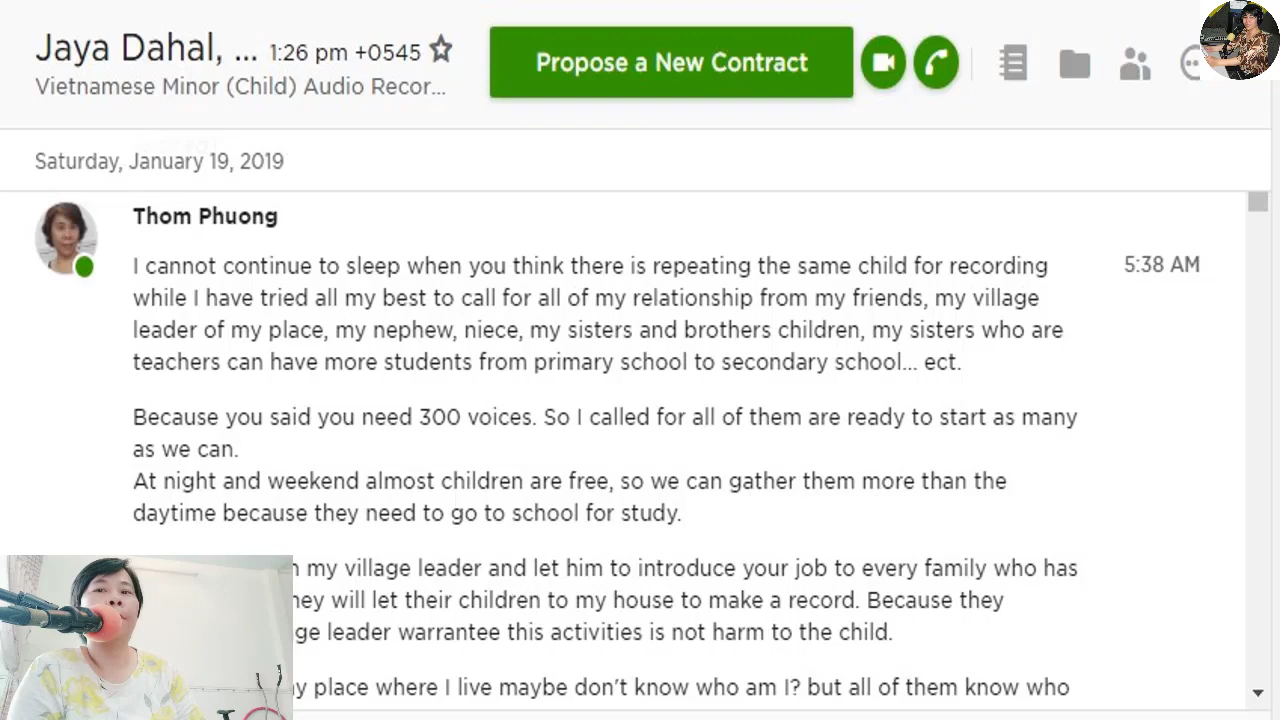 Jaya Dahal, ... 1:26 pm +0545
Vietnamese Minor (Child) Audio Recor...
Propose a New Contract
Saturday, January 19, 2019
Thom Phuong
I cannot continue to sleep when you think there is repeating the same child for recording
5:38 AM
while I have tried all my best to call for all of my relationship from my friends, my village
leader of my place, my nephew, niece, my sisters and brothers children, my sisters who are
teachers can have more students from primary school to secondary school... ect.
Because you said you need 300 voices. So I called for all of them are ready to start as many
as we can.
At night and weekend almost children are free, so we can gather them more than the
daytime because they need to go to school for study.
my village leader and let him to introduce your job to every family who has
will let their children to my house to make a record. Because they
leader warrantee this activities is not harm to the child.
place where I live maybe don't know who am I? but all of them know who